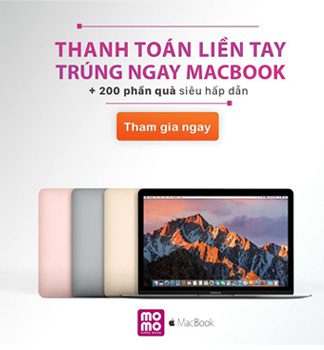 THANH TOÁN LIỀN TAY
TRÚNG NGAY MACBOOK
+ 200 phần quà siêu hấp dẫn
Tham gia ngay
mo
mo
MacBook